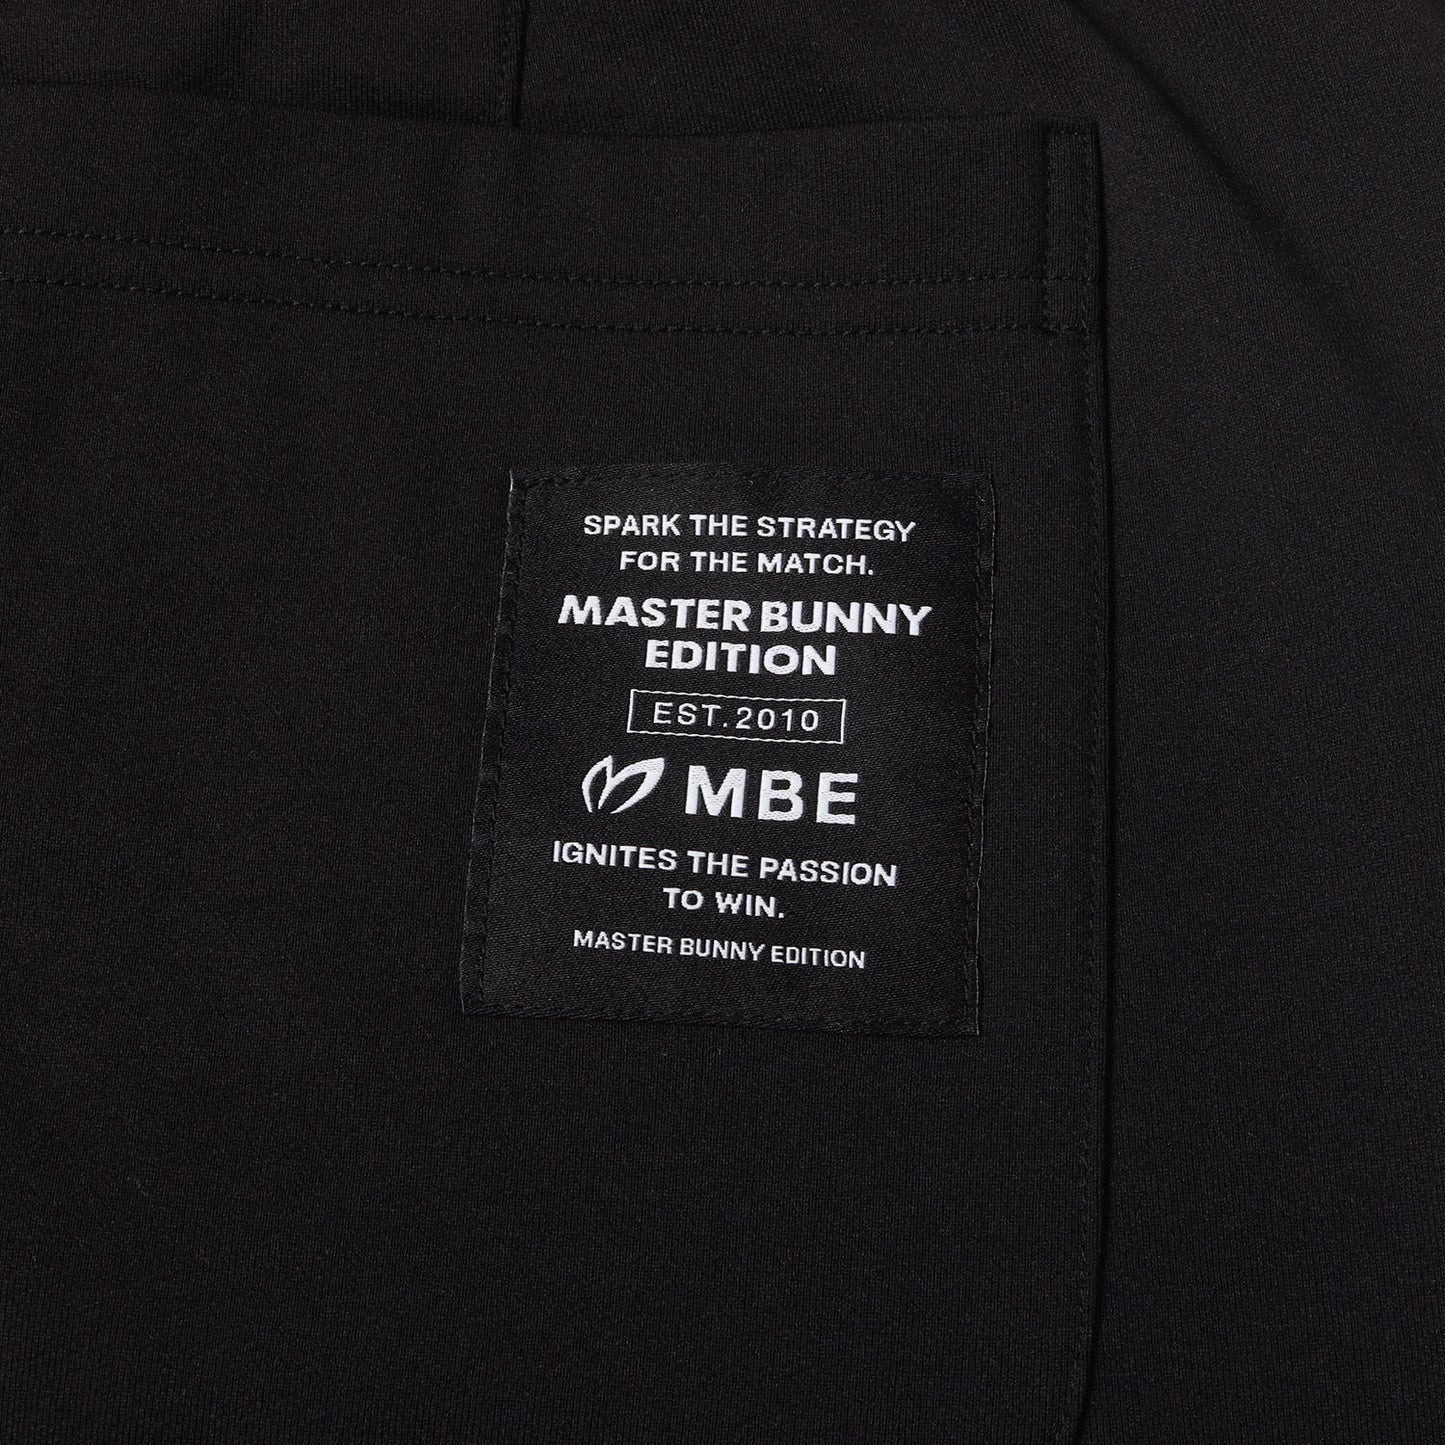 SPARK THE STRATEGY
FOR THE MATCH.
MASTER BUNNY
EDITION
EST.2010
MBE
IGNITES THE PASSION
TO WIN.
MASTER BUNNY EDITION